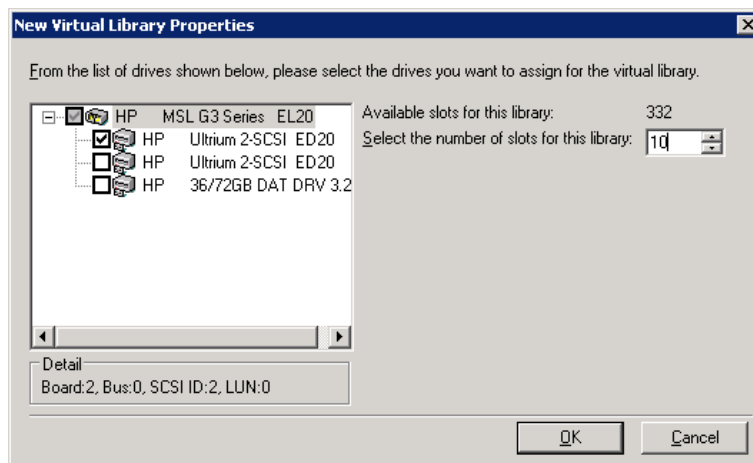 New Virtual Library Properties
From the list of drives shown below, please select the drives you want to assign for the virtual library.
HP MSL G3 Series EL20
HP Ultrium 2-SCSI ED20
HP Ultrium 2-SCSI ED20
HP 36/72GB DAT DRV 3.2
Available slots for this library: 332
Select the number of slots for this library: 10
Detail
Board:2, Bus:0, SCSI ID:2, LUN:0
OK Cancel